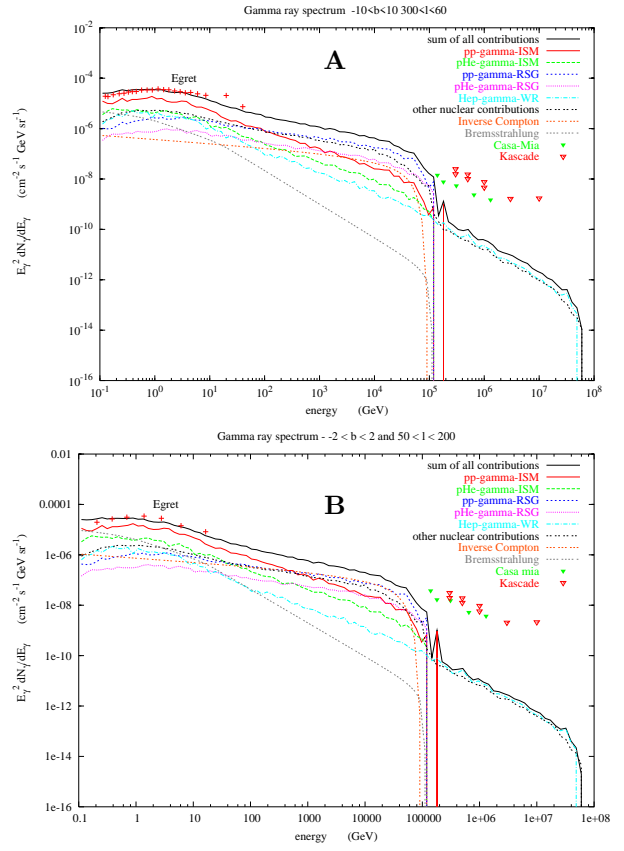 Gamma ray spectrum -10<b<10 300<l<60
A
Egret
sum of all contributions
pp-gamma-ISM
pHe-gamma-ISM
pp-gamma-RSG
pHe-gamma-RSG
Hep-gamma-WR
other nuclear contributions
Inverse Compton
Bremsstrahlung
Casa-Mia
Kascade
E_γ^2 dN_γ/dE_γ (cm^-2 s^-1 GeV sr^-1)
10^-2
10^-4
10^-6
10^-8
10^-10
10^-12
10^-14
10^-16
10^-1 10^0 10^1 10^2 10^3 10^4 10^5 10^6 10^7 10^8
energy (GeV)
Gamma ray spectrum - -2 < b < 2 and 50 < l < 200
B
Egret
sum of all contributions
pp-gamma-ISM
pHe-gamma-ISM
pp-gamma-RSG
pHe-gamma-RSG
Hep-gamma-WR
other nuclear contributions
Inverse Compton
Bremsstrahlung
Casa mia
Kascade
E_γ^2 dN_γ/dE_γ (cm^-2 s^-1 GeV sr^-1)
0.01
0.0001
1e-06
1e-08
1e-10
1e-12
1e-14
1e-16
0.1 1 10 100 1000 10000 100000 1e+06 1e+07 1e+08
energy (GeV)